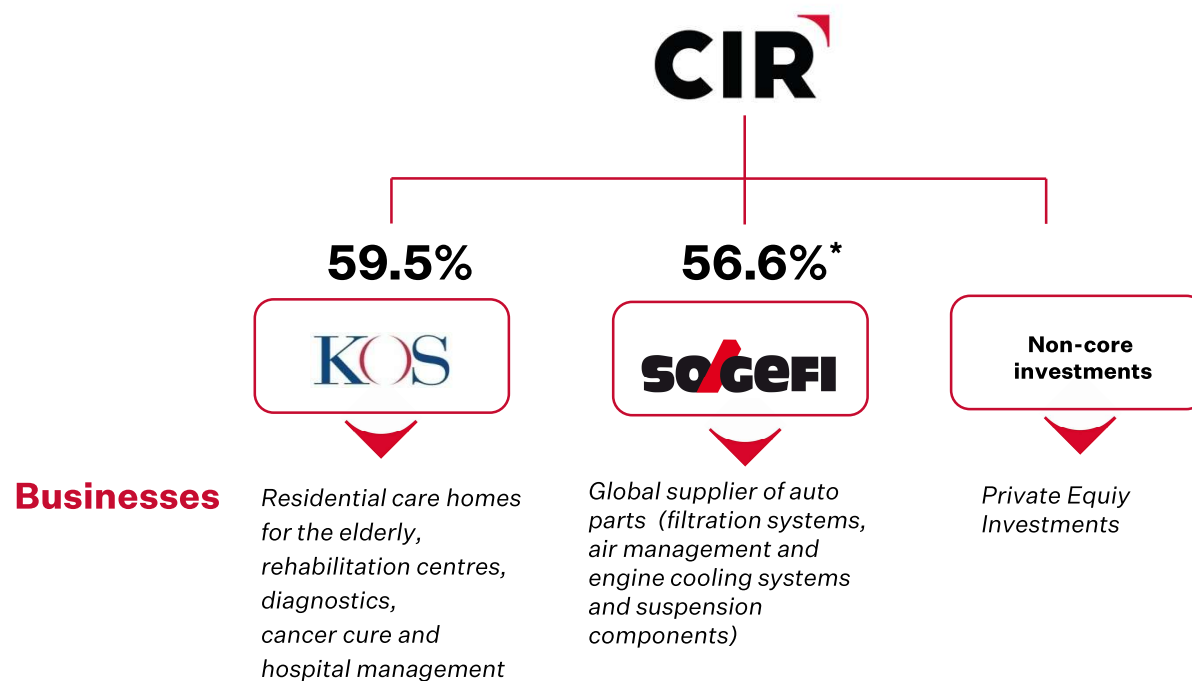 CIR
59.5%
56.6%*
KOS
SOGEFI
Non-core
investments
Businesses
Residential care homes
for the elderly,
rehabilitation centres,
diagnostics,
cancer cure and
hospital management
Global supplier of auto
parts (filtration systems,
air management and
engine cooling systems
and suspension
components)
Private Equiy
Investments